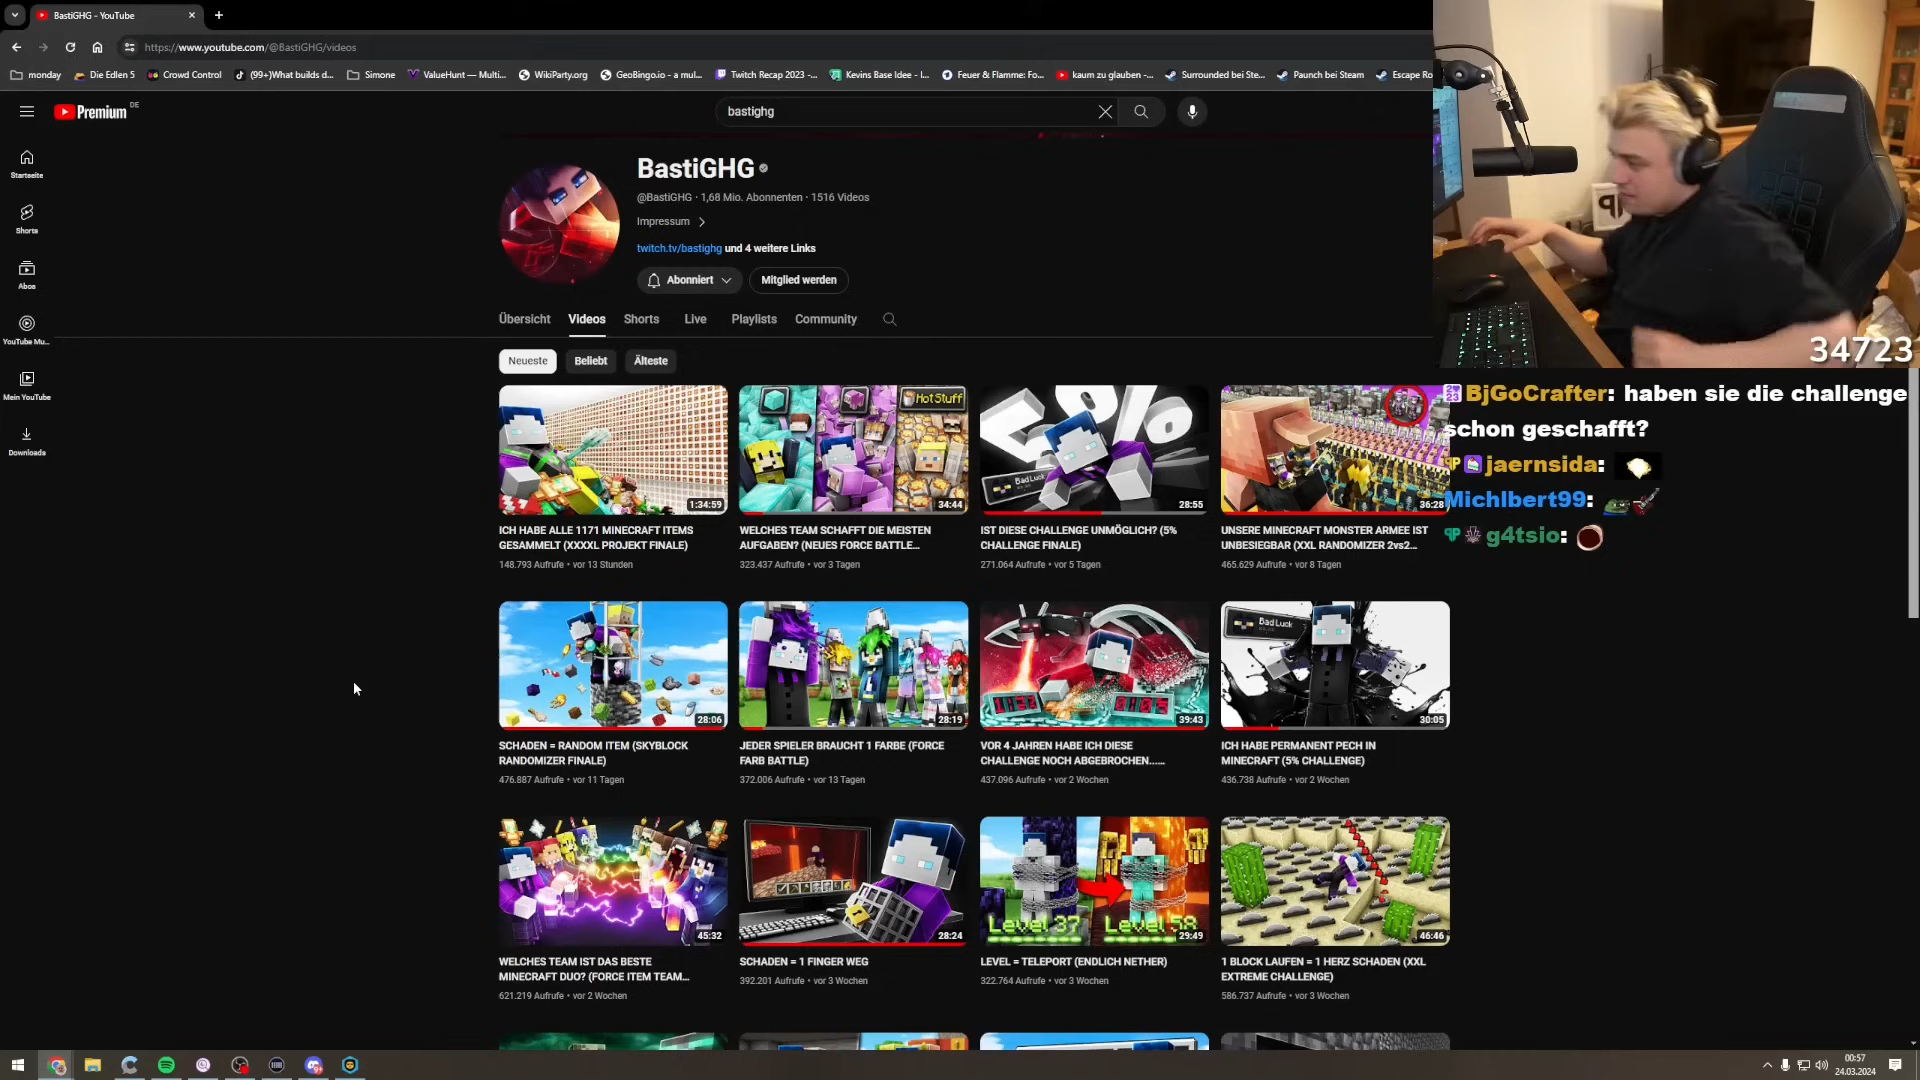 BastiGHG - YouTube
https://www.youtube.com/@BastiGHG/videos
monday
Die Edlen 5
Crowd Control
(99+)What builds d...
Simone
ValueHunt — Multi...
WikiParty.org
GeoBingo.io - a mul...
Twitch Recap 2023 -...
Kevins Base Idee - I...
Feuer & Flamme: Fo...
kaum zu glauben -...
Surrounded bei Ste...
Paunch bei Steam
Escape Ro
Premium DE
bastighg
Startseite
Shorts
Abos
YouTube Mu...
Mein YouTube
Downloads
BastiGHG
@BastiGHG · 1,68 Mio. Abonnenten · 1516 Videos
Impressum
twitch.tv/bastighg und 4 weitere Links
Abonniert
Mitglied werden
Übersicht
Videos
Shorts
Live
Playlists
Community
Neueste
Beliebt
Älteste
34723
BjGoCrafter: haben sie die challenge
schon geschafft?
jaernsida:
Michlbert99:
g4tsio:
1:34:59
HotStuff
34:44
Bad Luck
28:55
36:28
ICH HABE ALLE 1171 MINECRAFT ITEMS
GESAMMELT (XXXXL PROJEKT FINALE)
148.793 Aufrufe • vor 13 Stunden
WELCHES TEAM SCHAFFT DIE MEISTEN
AUFGABEN? (NEUES FORCE BATTLE...
323.437 Aufrufe • vor 3 Tagen
IST DIESE CHALLENGE UNMÖGLICH? (5%
CHALLENGE FINALE)
271.064 Aufrufe • vor 5 Tagen
UNSERE MINECRAFT MONSTER ARMEE IST
UNBESIEGBAR (XXL RANDOMIZER 2vs2...
465.629 Aufrufe • vor 8 Tagen
28:06
28:19
1:37
0:05
39:43
Bad Luck
30:05
SCHADEN = RANDOM ITEM (SKYBLOCK
RANDOMIZER FINALE)
476.887 Aufrufe • vor 11 Tagen
JEDER SPIELER BRAUCHT 1 FARBE (FORCE
FARB BATTLE)
372.006 Aufrufe • vor 13 Tagen
VOR 4 JAHREN HABE ICH DIESE
CHALLENGE NOCH ABGEBROCHEN......
437.096 Aufrufe • vor 2 Wochen
ICH HABE PERMANENT PECH IN
MINECRAFT (5% CHALLENGE)
436.738 Aufrufe • vor 2 Wochen
45:32
28:24
Level 37
Level 58
29:49
46:46
WELCHES TEAM IST DAS BESTE
MINECRAFT DUO? (FORCE ITEM TEAM...
621.219 Aufrufe • vor 2 Wochen
SCHADEN = 1 FINGER WEG
392.201 Aufrufe • vor 3 Wochen
LEVEL = TELEPORT (ENDLICH NETHER)
322.764 Aufrufe • vor 3 Wochen
1 BLOCK LAUFEN = 1 HERZ SCHADEN (XXL
EXTREME CHALLENGE)
586.737 Aufrufe • vor 3 Wochen
00:57
24.03.2024